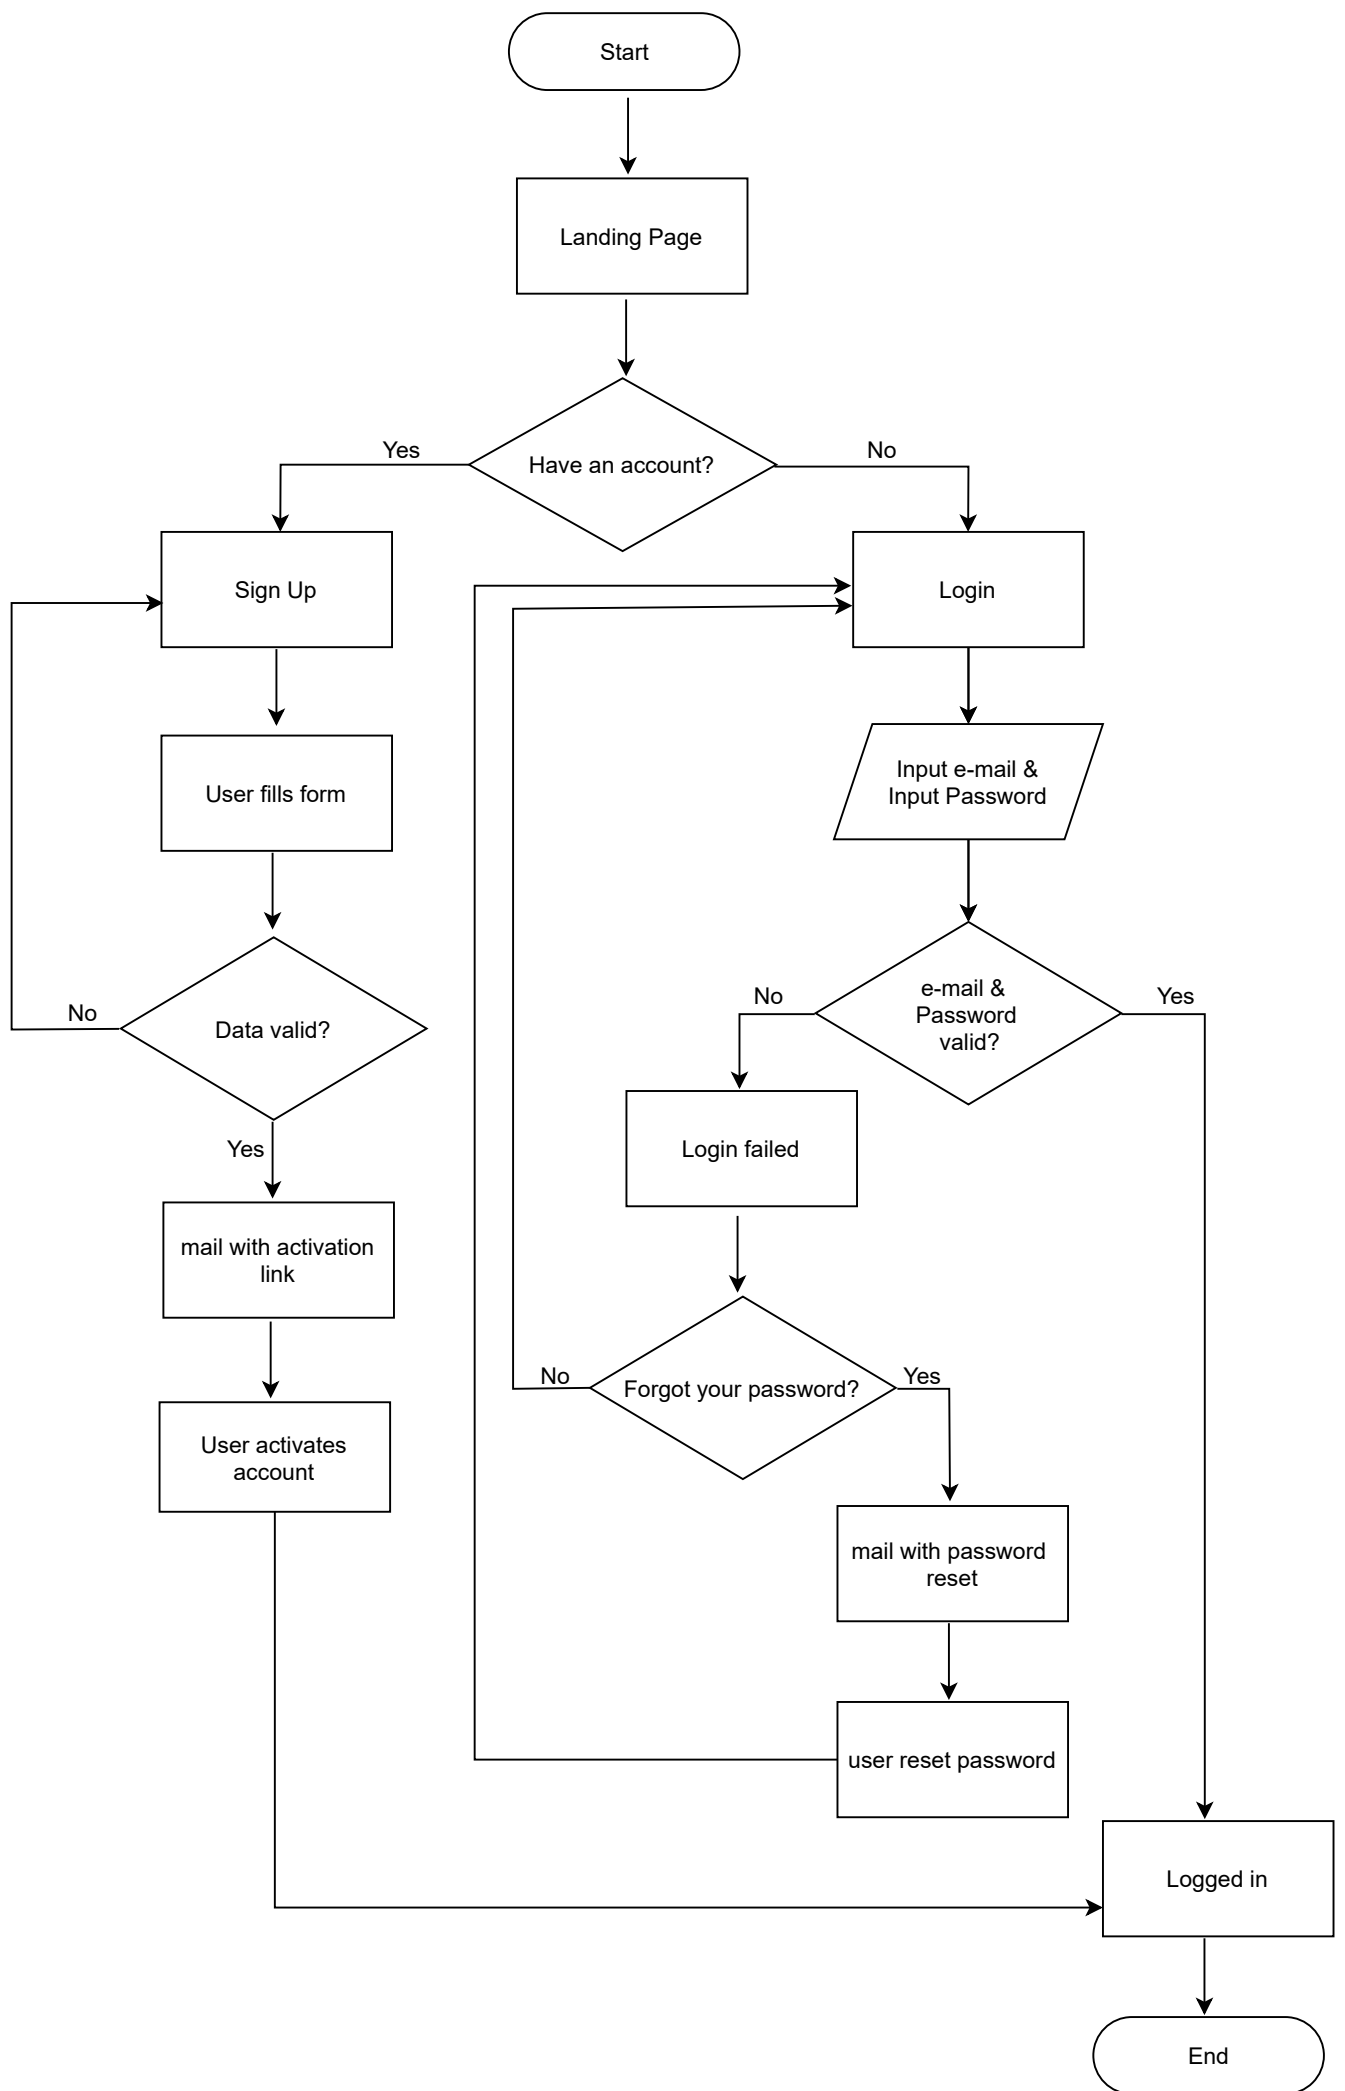 Start
Landing Page
Have an account?
Yes
No
Sign Up
Login
User fills form
Input e-mail &
Input Password
Data valid?
No
Yes
e-mail &
Password
valid?
No
Yes
Login failed
mail with activation
link
Forgot your password?
No
Yes
User activates
account
mail with password
reset
user reset password
Logged in
End